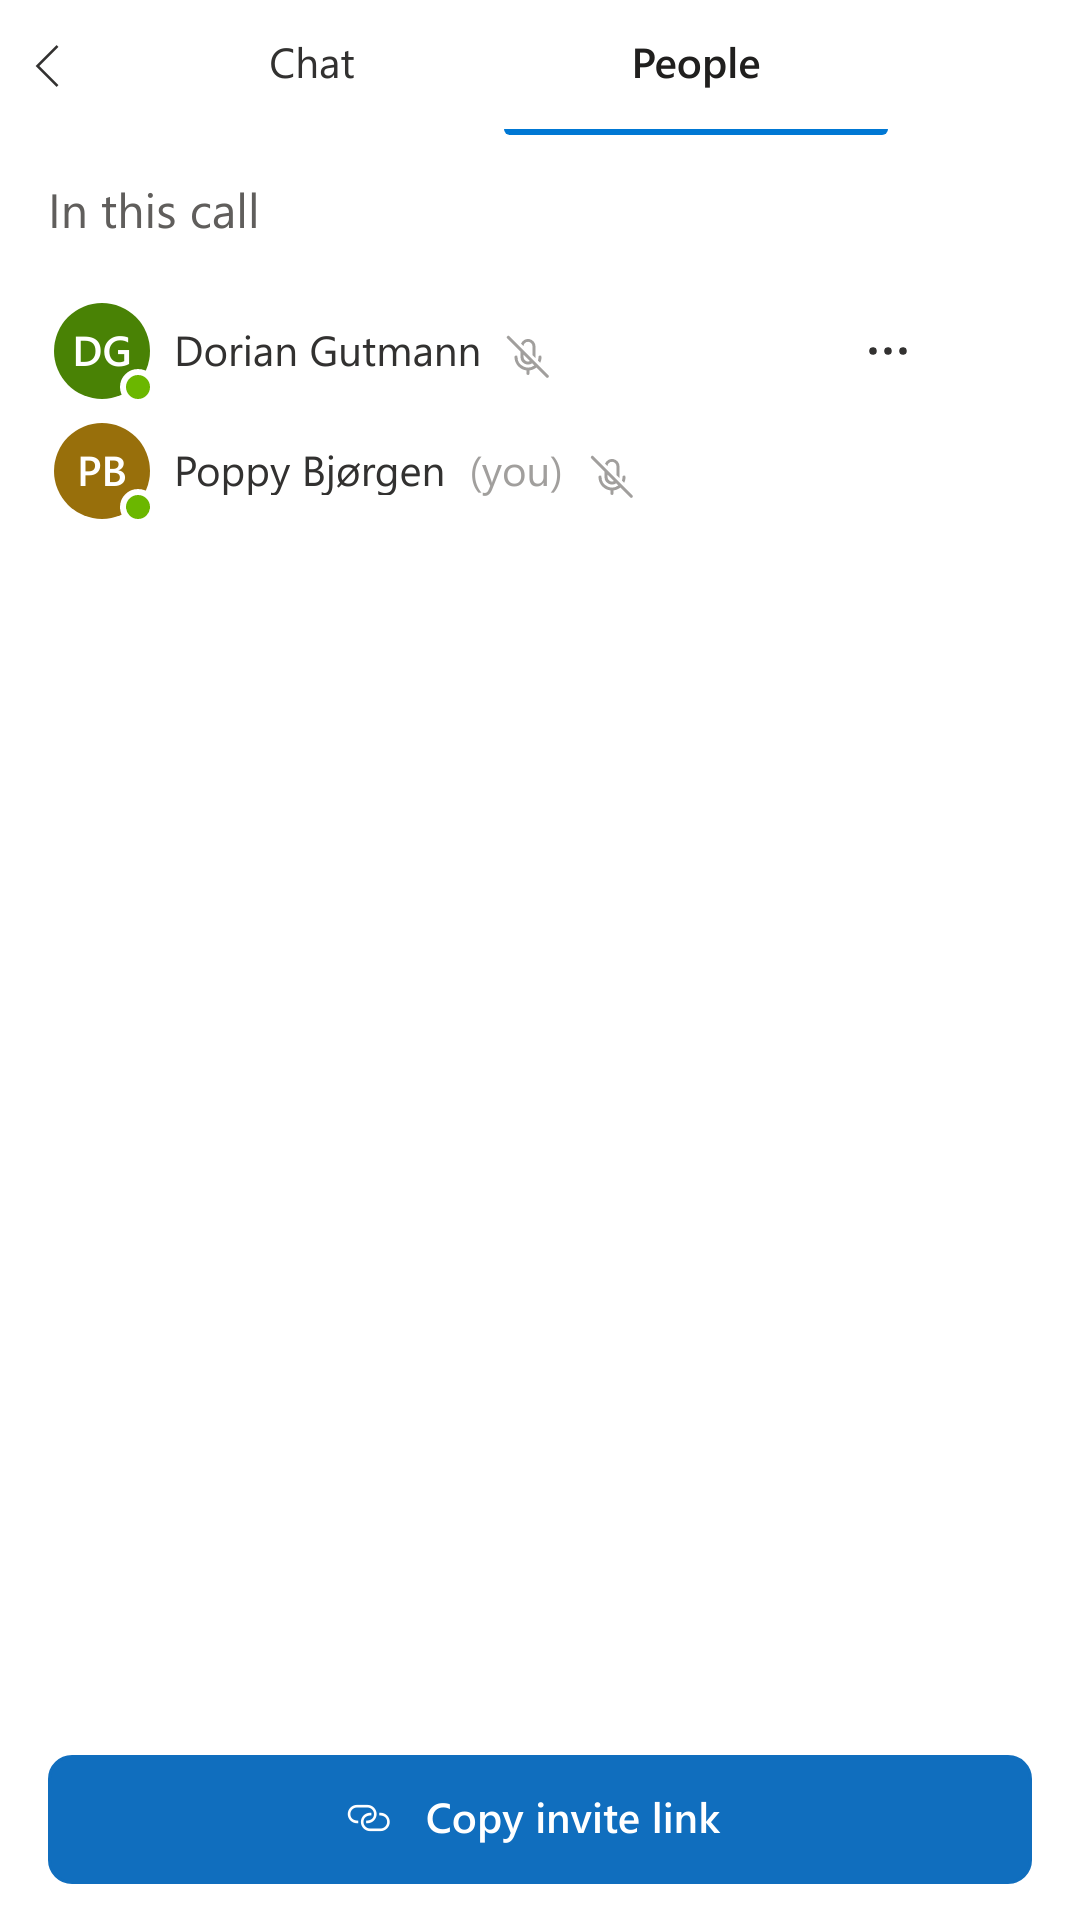 Chat People
In this call
DG Dorian Gutmann
PB Poppy Bjørgen (you)
Copy invite link